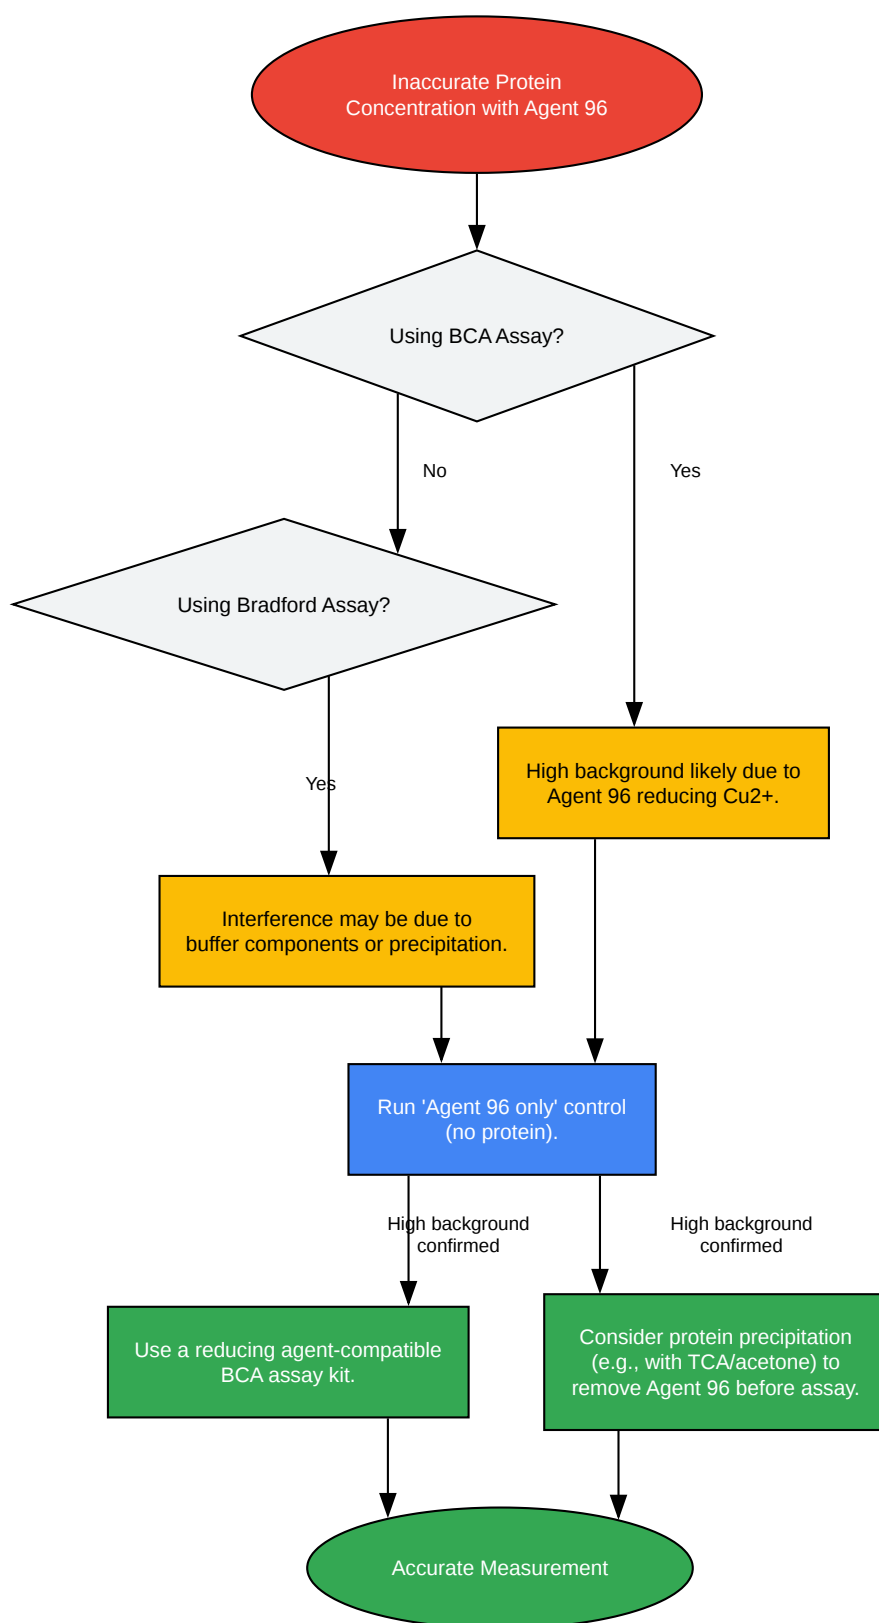 Inaccurate Protein
Concentration with Agent 96
Using BCA Assay?
No
Yes
Using Bradford Assay?
High background likely due to
Agent 96 reducing Cu2+.
Yes
Interference may be due to
buffer components or precipitation.
Run 'Agent 96 only' control
(no protein).
High background
confirmed
High background
confirmed
Use a reducing agent-compatible
BCA assay kit.
Consider protein precipitation
(e.g., with TCA/acetone) to
remove Agent 96 before assay.
Accurate Measurement